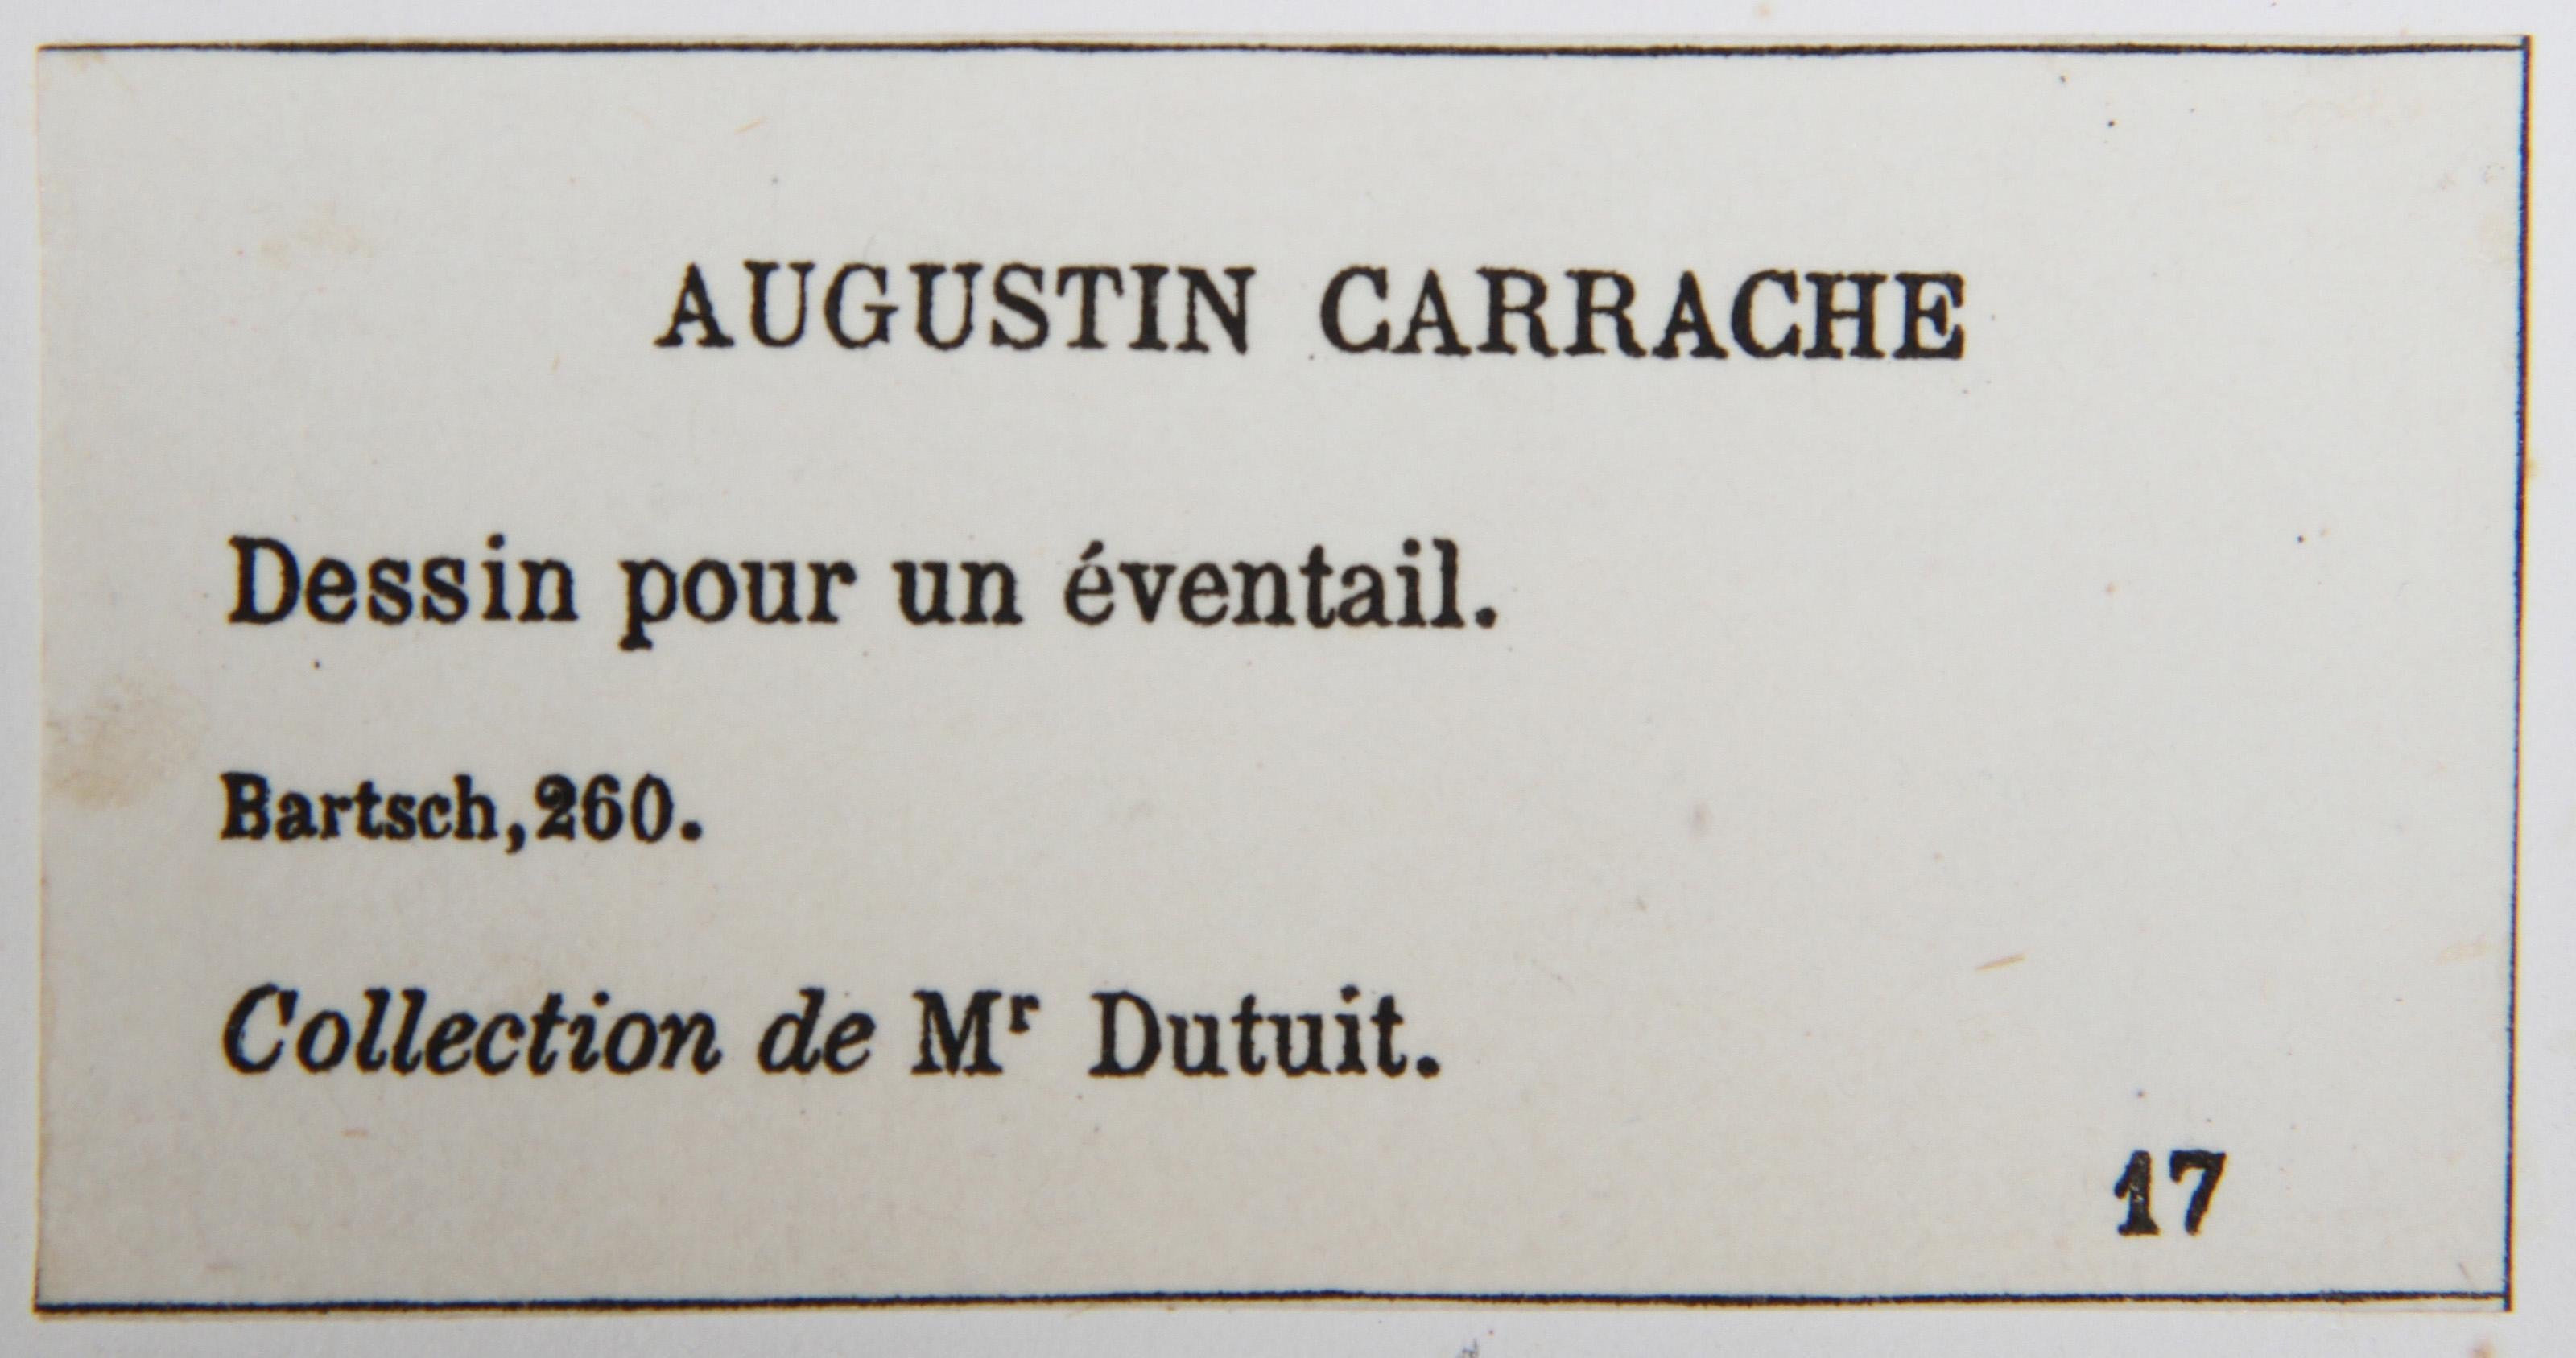 AUGUSTIN CARRACHE
Dessin pour un éventail.
Bartsch, 260.
Collection de Mʳ Dutuit.
17